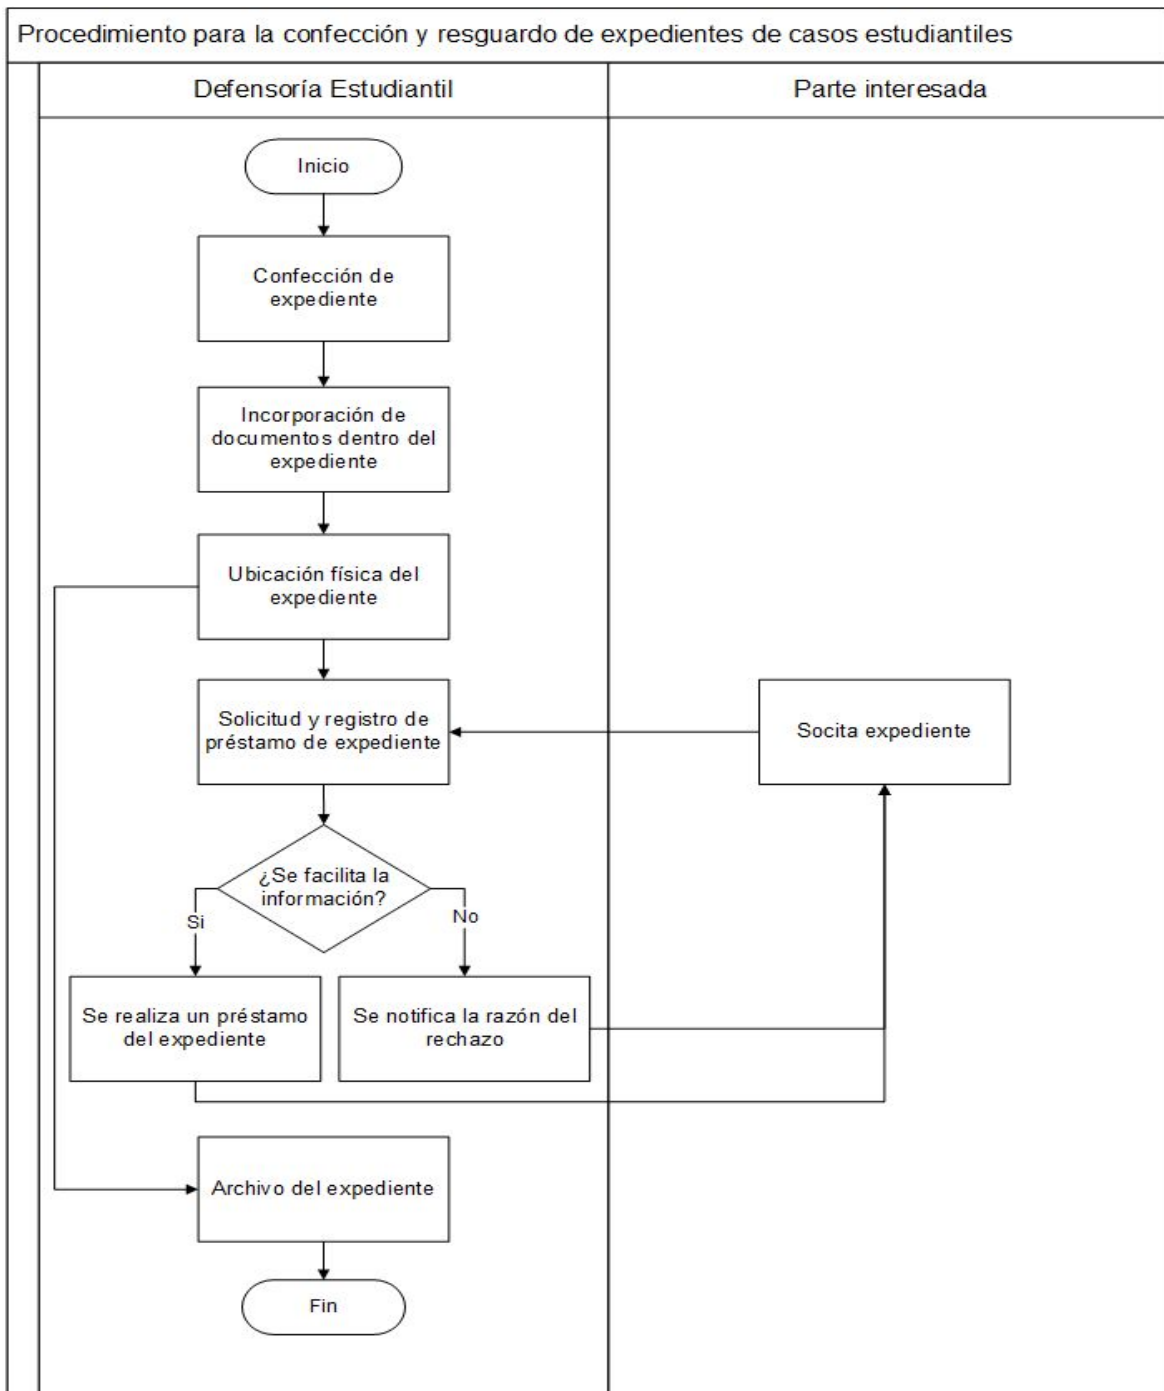 Procedimiento para la confección y resguardo de expedientes de casos estudiantiles
Defensoría Estudiantil
Parte interesada
Inicio
Confección de
expediente
Incorporación de
documentos dentro del
expediente
Ubicación física del
expediente
Solicitud y registro de
préstamo de expediente
Socita expediente
¿Se facilita la
información?
Si
No
Se realiza un préstamo
del expediente
Se notifica la razón del
rechazo
Archivo del expediente
Fin